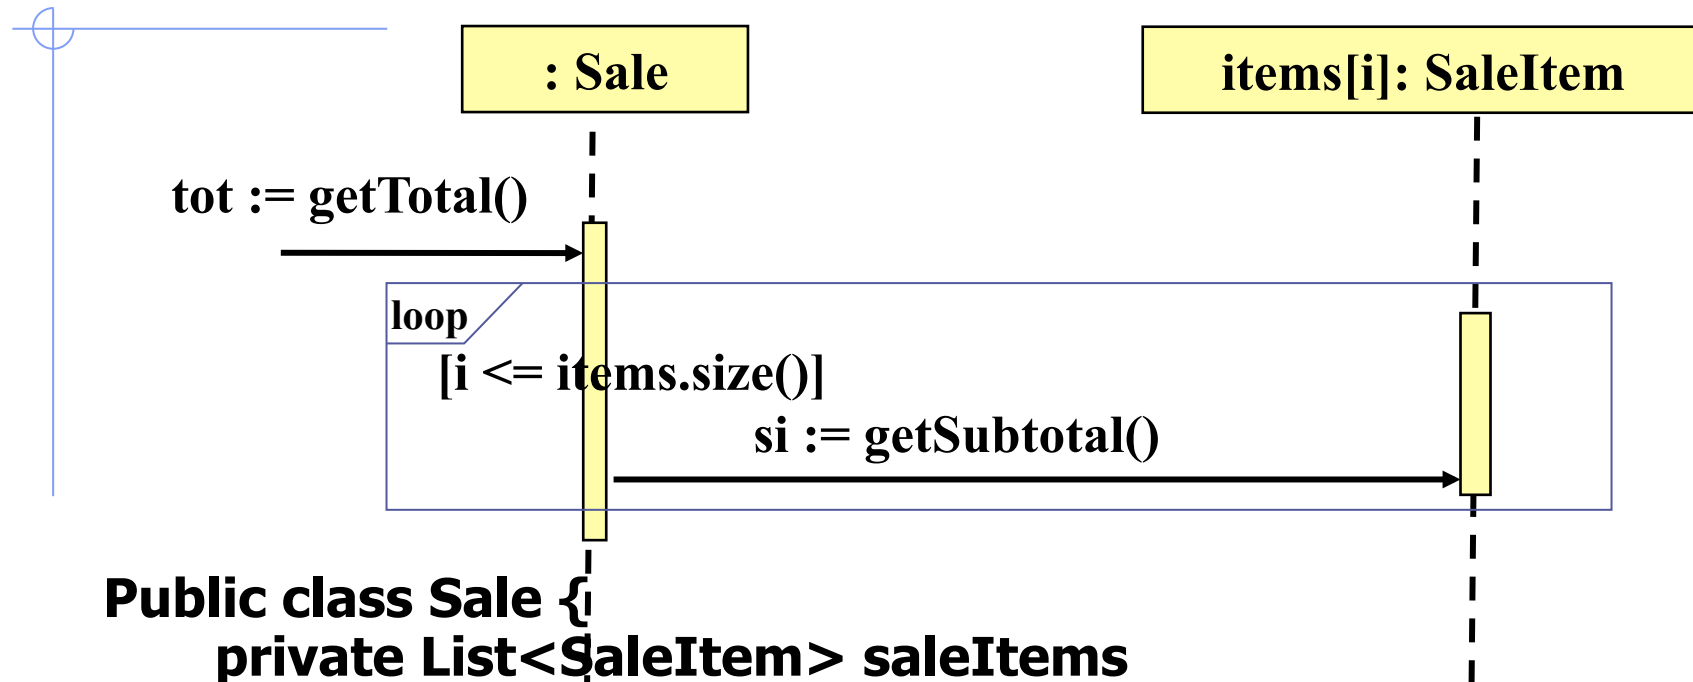 : Sale
items[i]: SaleItem
tot := getTotal()
loop
[i <= items.size()]
si := getSubtotal()
Public class Sale {
private List<SaleItem> saleItems